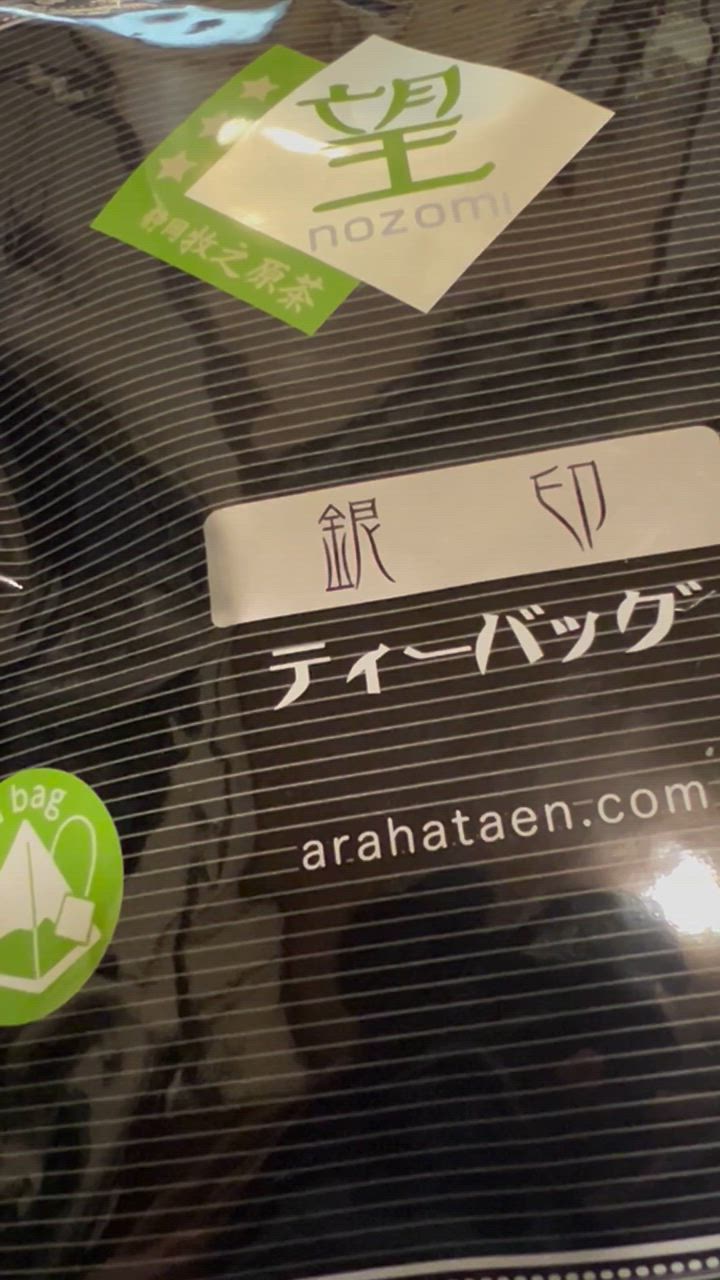 望
nozomi
静岡牧之原茶
銀印
ティーバッグ
bag
arahataen.com